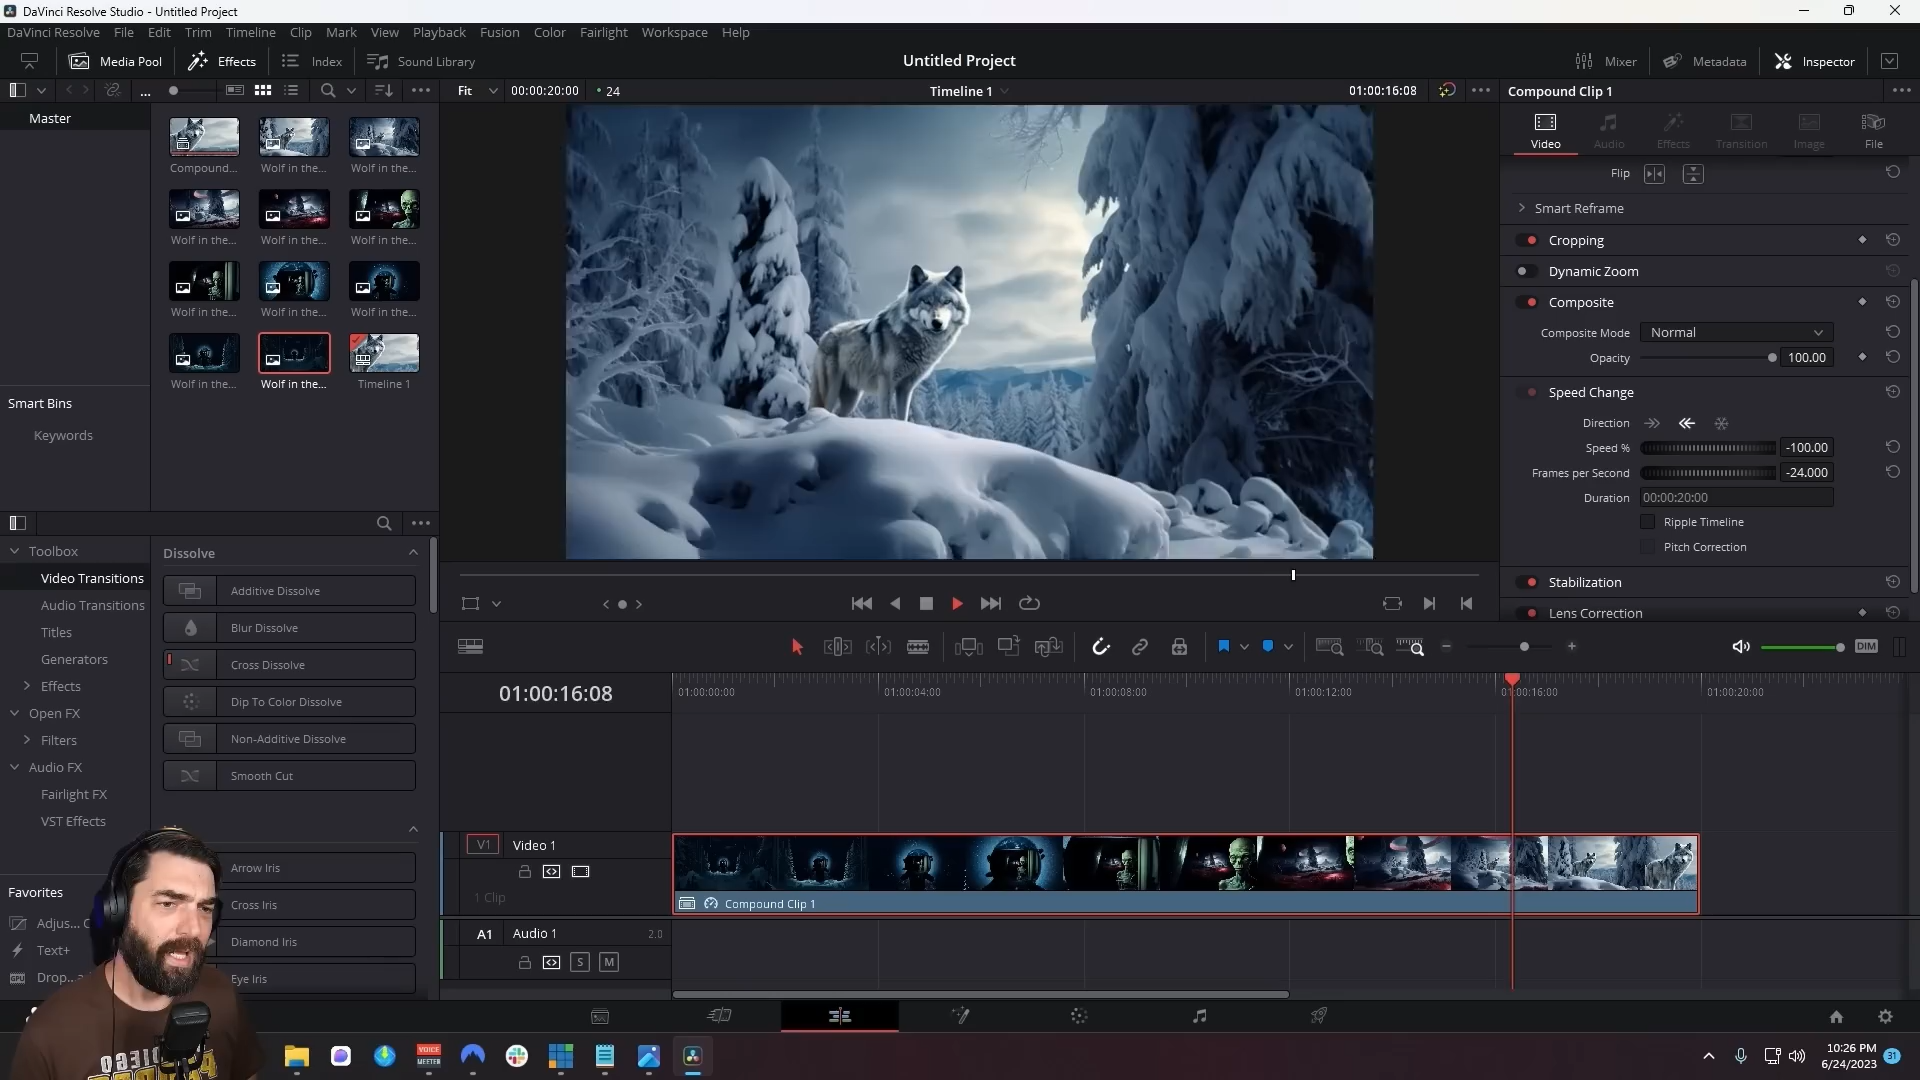 DaVinci Resolve Studio - Untitled Project
DaVinci Resolve File Edit Trim Timeline Clip Mark View Playback Fusion Color Fairlight Workspace Help
Media Pool Effects Index Sound Library Untitled Project Mixer Metadata Inspector
... Fit 00:00:20:00 • 24 Timeline 1 01:00:16:08 ••• Compound Clip 1 •••
Master
Compound... Wolf in the... Wolf in the...
Wolf in the... Wolf in the... Wolf in the...
Wolf in the... Wolf in the... Wolf in the...
Wolf in the... Wolf in the... Timeline 1
Smart Bins
Keywords
Video Audio Effects Transition Image File
Flip
Smart Reframe
Cropping
Dynamic Zoom
Composite
Composite Mode Normal
Opacity 100.00
Speed Change
Direction
Speed % -100.00
Frames per Second -24.000
Duration 00:00:20:00
Ripple Timeline
Pitch Correction
Stabilization
Lens Correction
Toolbox
Video Transitions
Audio Transitions
Titles
Generators
Effects
Open FX
Filters
Audio FX
Fairlight FX
VST Effects
Favorites
Adjus... C
Text+
Drop...
Dissolve
Additive Dissolve
Blur Dissolve
Cross Dissolve
Dip To Color Dissolve
Non-Additive Dissolve
Smooth Cut
Arrow Iris
Cross Iris
Diamond Iris
Eye Iris
DIM
01:00:16:08 01:00:00:00 01:00:04:00 01:00:08:00 01:00:12:00 01:00:16:00 01:00:20:00
V1 Video 1
1 Clip
Compound Clip 1
A1 Audio 1 2.0
S M
DIEGO
VOICE
MEETER
10:26 PM
6/24/2023
31